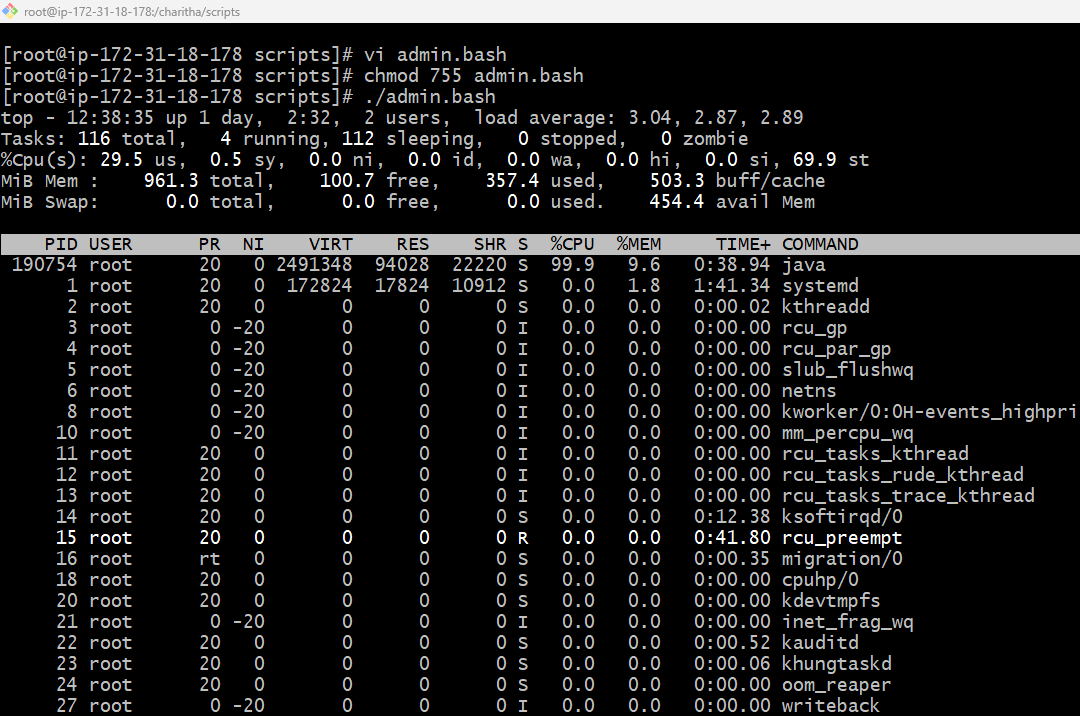 root@ip-172-31-18-178:/charitha/scripts
[root@ip-172-31-18-178 scripts]# vi admin.bash
[root@ip-172-31-18-178 scripts]# chmod 755 admin.bash
[root@ip-172-31-18-178 scripts]# ./admin.bash
top - 12:38:35 up 1 day,  2:32,  2 users,  load average: 3.04, 2.87, 2.89
Tasks: 116 total,   4 running, 112 sleeping,   0 stopped,   0 zombie
%Cpu(s): 29.5 us,  0.5 sy,  0.0 ni,  0.0 id,  0.0 wa,  0.0 hi,  0.0 si, 69.9 st
MiB Mem :    961.3 total,    100.7 free,    357.4 used,    503.3 buff/cache
MiB Swap:      0.0 total,      0.0 free,      0.0 used.    454.4 avail Mem
PID USER      PR  NI    VIRT    RES    SHR S  %CPU  %MEM     TIME+ COMMAND
190754 root      20   0 2491348  94028  22220 S  99.9   9.6   0:38.94 java
1 root      20   0  172824  17824  10912 S   0.0   1.8   1:41.34 systemd
2 root      20   0       0      0      0 S   0.0   0.0   0:00.02 kthreadd
3 root       0 -20       0      0      0 I   0.0   0.0   0:00.00 rcu_gp
4 root       0 -20       0      0      0 I   0.0   0.0   0:00.00 rcu_par_gp
5 root       0 -20       0      0      0 I   0.0   0.0   0:00.00 slub_flushwq
6 root       0 -20       0      0      0 I   0.0   0.0   0:00.00 netns
8 root       0 -20       0      0      0 I   0.0   0.0   0:00.00 kworker/0:0H-events_highpri
10 root       0 -20       0      0      0 I   0.0   0.0   0:00.00 mm_percpu_wq
11 root      20   0       0      0      0 I   0.0   0.0   0:00.00 rcu_tasks_kthread
12 root      20   0       0      0      0 I   0.0   0.0   0:00.00 rcu_tasks_rude_kthread
13 root      20   0       0      0      0 I   0.0   0.0   0:00.00 rcu_tasks_trace_kthread
14 root      20   0       0      0      0 S   0.0   0.0   0:12.38 ksoftirqd/0
15 root      20   0       0      0      0 R   0.0   0.0   0:41.80 rcu_preempt
16 root      rt   0       0      0      0 S   0.0   0.0   0:00.35 migration/0
18 root      20   0       0      0      0 S   0.0   0.0   0:00.00 cpuhp/0
20 root      20   0       0      0      0 S   0.0   0.0   0:00.00 kdevtmpfs
21 root       0 -20       0      0      0 I   0.0   0.0   0:00.00 inet_frag_wq
22 root      20   0       0      0      0 S   0.0   0.0   0:00.52 kauditd
23 root      20   0       0      0      0 S   0.0   0.0   0:00.06 khungtaskd
24 root      20   0       0      0      0 S   0.0   0.0   0:00.00 oom_reaper
27 root       0 -20       0      0      0 I   0.0   0.0   0:00.00 writeback